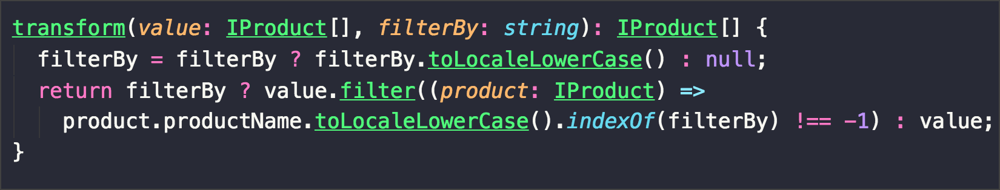 transform(value: IProduct[], filterBy: string): IProduct[] {
filterBy = filterBy ? filterBy.toLocaleLowerCase() : null;
return filterBy ? value.filter((product: IProduct) =>
product.productName.toLocaleLowerCase().indexOf(filterBy) !== -1) : value;
}